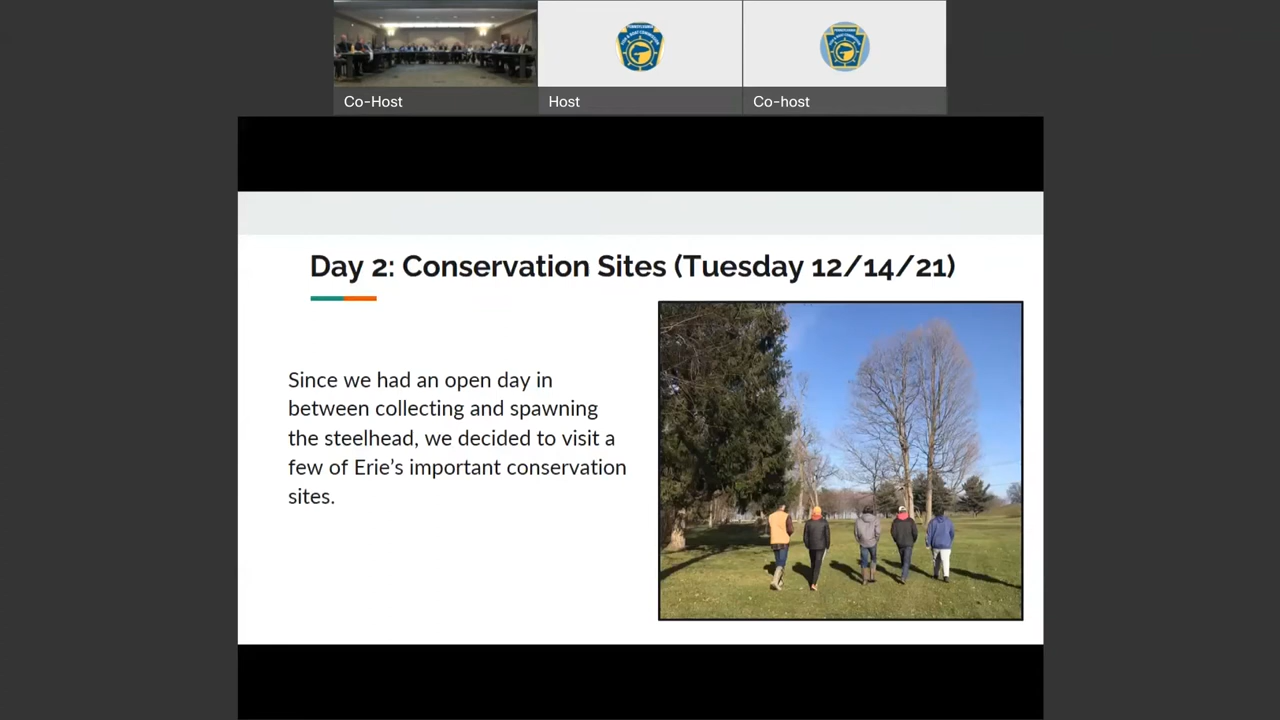 Co-Host
Host
Co-host
Day 2: Conservation Sites (Tuesday 12/14/21)
Since we had an open day in
between collecting and spawning
the steelhead, we decided to visit a
few of Erie's important conservation
sites.